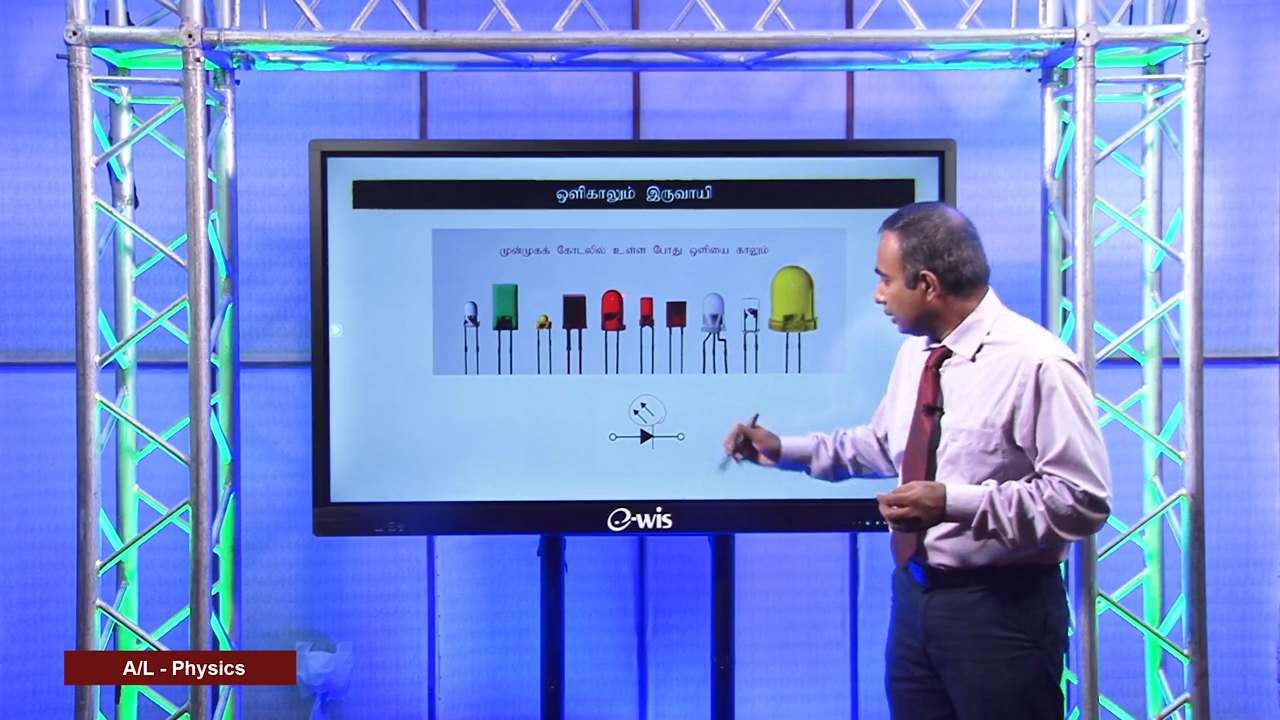 ஒளிகாலும் இருவாயி
முன்முகக் கோடலில் உள்ள போது ஒளியை காலும்
e-wis
A/L - Physics